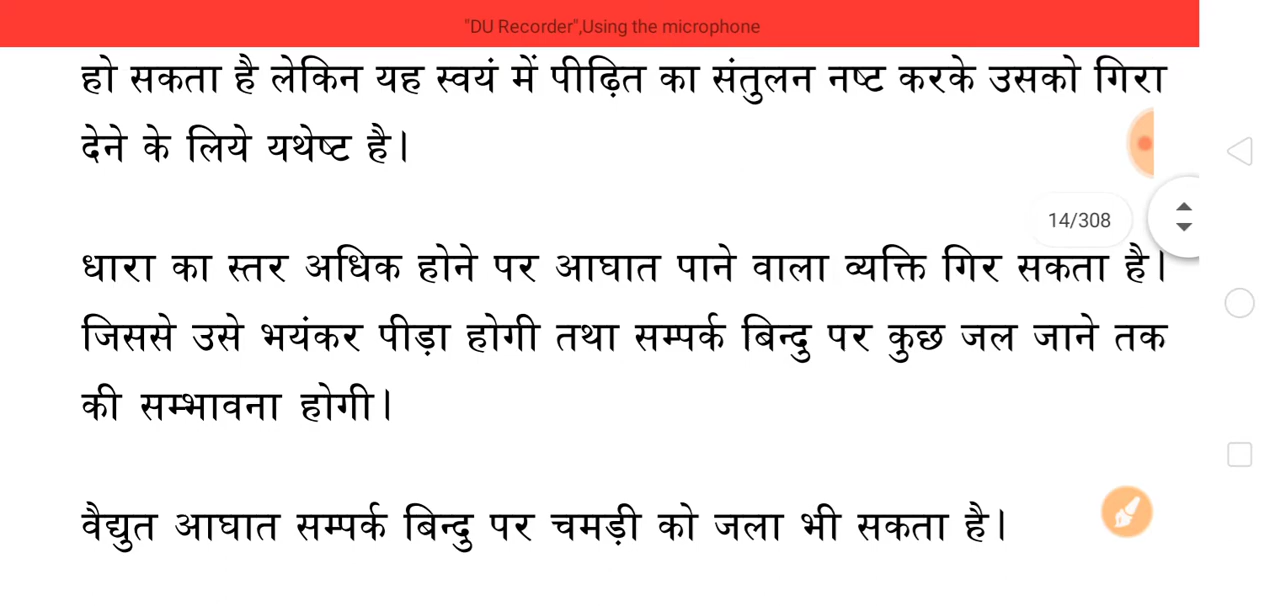 "DU Recorder",Using the microphone
हो सकता है लेकिन यह स्वयं में पीढ़ित का संतुलन नष्ट करके उसको गिरा
देने के लिये यथेष्ट है।
14/308
धारा का स्तर अधिक होने पर आघात पाने वाला व्यक्ति गिर सकता है।
जिससे उसे भयंकर पीड़ा होगी तथा सम्पर्क बिन्दु पर कुछ जल जाने तक
की सम्भावना होगी।
वैद्युत आघात सम्पर्क बिन्दु पर चमड़ी को जला भी सकता है।